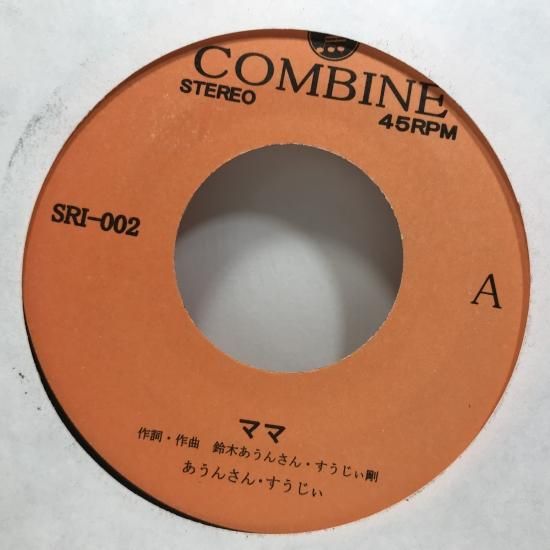 COMBINE
STEREO
45RPM
SRI-002
A
ママ
作詞・作曲 鈴木あうんさん・すうじぃ剛
あうんさん・すうじぃ